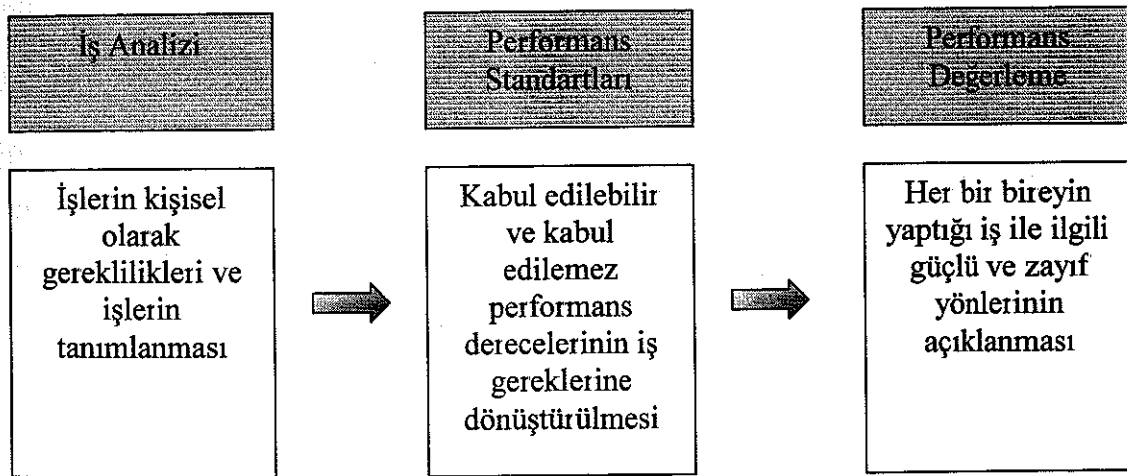 İş Analizi
Performans
Standartları
Performans
Değerleme
İşlerin kişisel
olarak
gereklilikleri ve
işlerin
tanımlanması
Kabul edilebilir
ve kabul
edilemez
performans
derecelerinin iş
gereklerine
dönüştürülmesi
Her bir bireyin
yaptığı iş ile ilgili
güçlü ve zayıf
yönlerinin
açıklanması